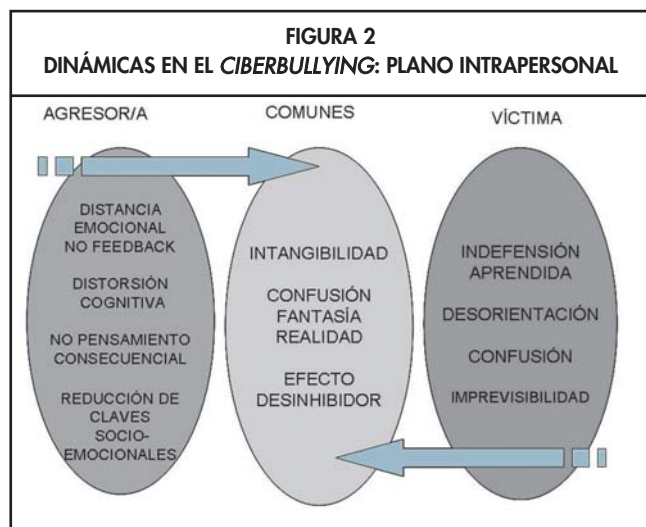 FIGURA 2
DINÁMICAS EN EL CIBERBULLYING: PLANO INTRAPERSONAL
AGRESOR/A
COMUNES
VÍCTIMA
DISTANCIA
EMOCIONAL
NO FEEDBACK
DISTORSIÓN
COGNITIVA
NO PENSAMIENTO
CONSECUENCIAL
REDUCCIÓN DE
CLAVES
SOCIO-
EMOCIONALES
INTANGIBILIDAD
CONFUSIÓN
FANTASÍA
REALIDAD
EFECTO
DESINHIBIDOR
INDEFENSIÓN
APRENDIDA
DESORIENTACIÓN
CONFUSIÓN
IMPREVISIBILIDAD